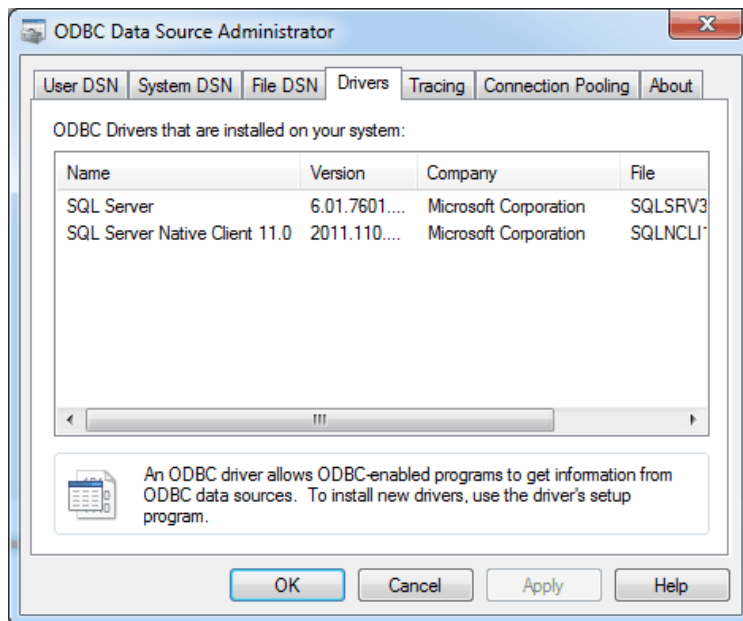 ODBC Data Source Administrator
User DSN System DSN File DSN Drivers Tracing Connection Pooling About
ODBC Drivers that are installed on your system:
Name Version Company File
SQL Server 6.01.7601.... Microsoft Corporation SQLSRV3
SQL Server Native Client 11.0 2011.110.... Microsoft Corporation SQLNCLI
An ODBC driver allows ODBC-enabled programs to get information from
ODBC data sources. To install new drivers, use the driver's setup
program.
OK Cancel Apply Help